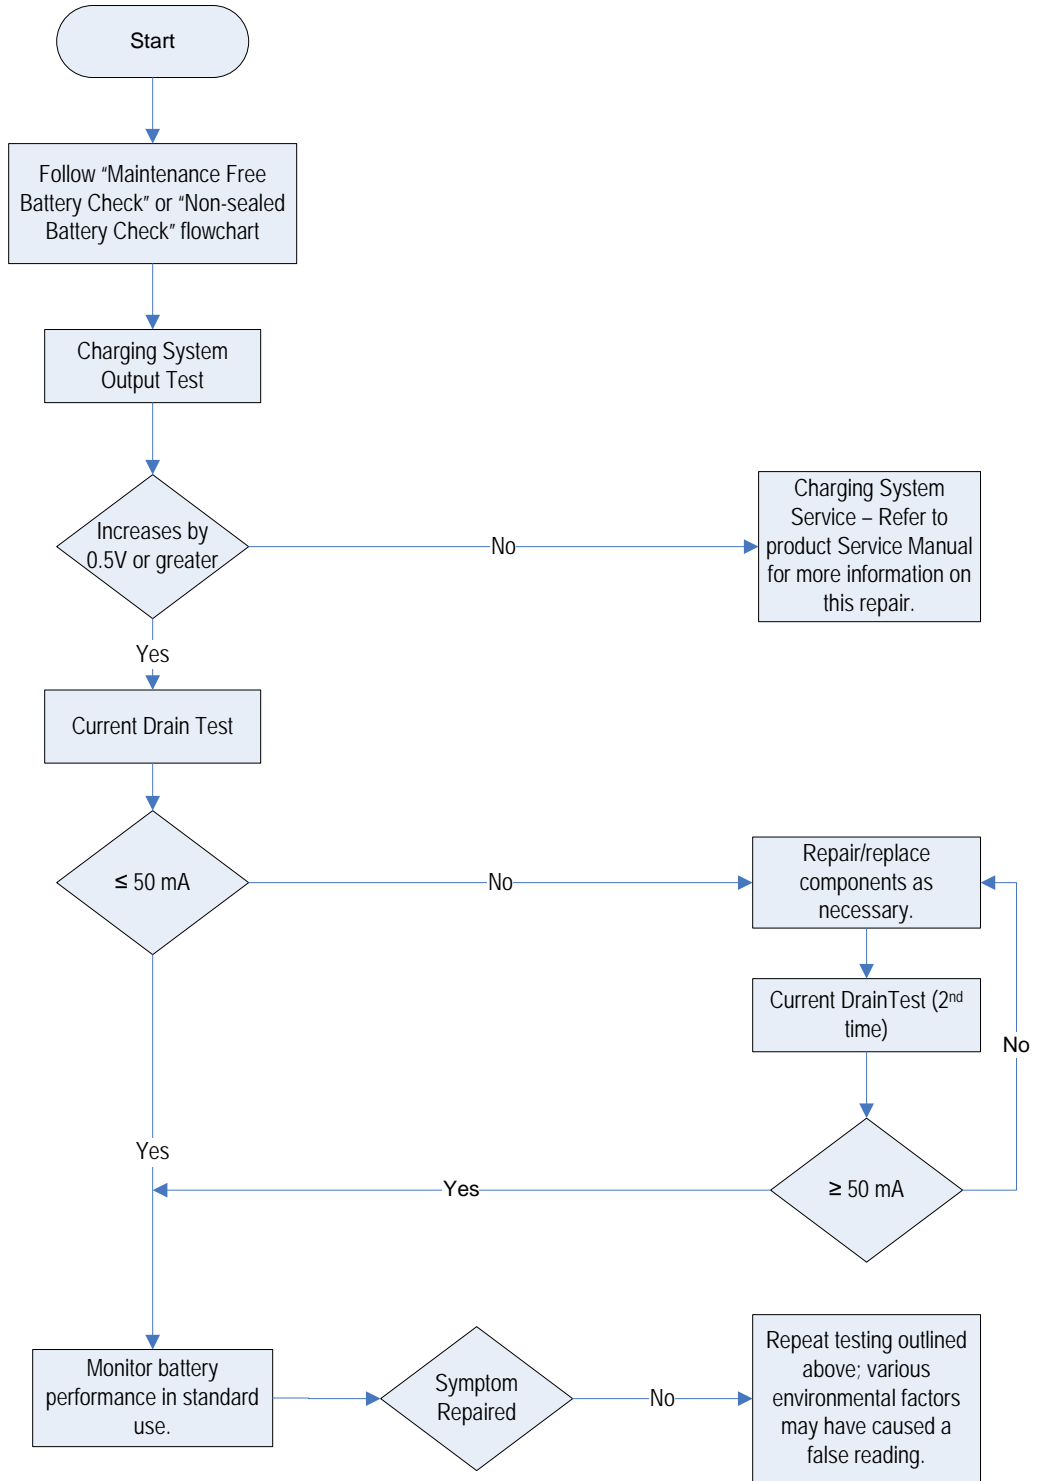 Start
Follow “Maintenance Free
Battery Check” or “Non-sealed
Battery Check” flowchart
Charging System
Output Test
Increases by
0.5V or greater
No
Charging System
Service – Refer to
product Service Manual
for more information on
this repair.
Yes
Current Drain Test
≤ 50 mA
No
Repair/replace
components as
necessary.
Current DrainTest (2nd
time)
No
≥ 50 mA
Yes
Yes
Monitor battery
performance in standard
use.
Symptom
Repaired
No
Repeat testing outlined
above; various
environmental factors
may have caused a
false reading.